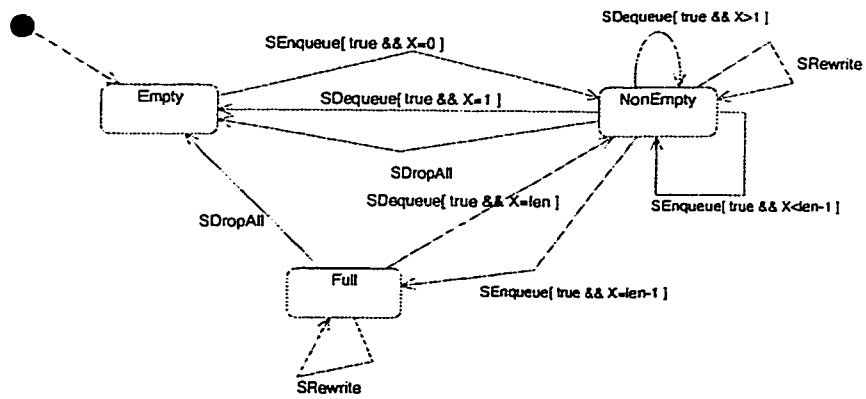 SDequeue[ true && X>1 ]
SEnqueue[ true && X=0 ]
SRewrite
Empty
SDequeue[ true && X=1 ]
NonEmpty
SDropAll
SDequeue[ true && X=len ]
SEnqueue[ true && X<len-1 ]
SDropAll
Full
SEnqueue[ true && X=len-1 ]
SRewrite